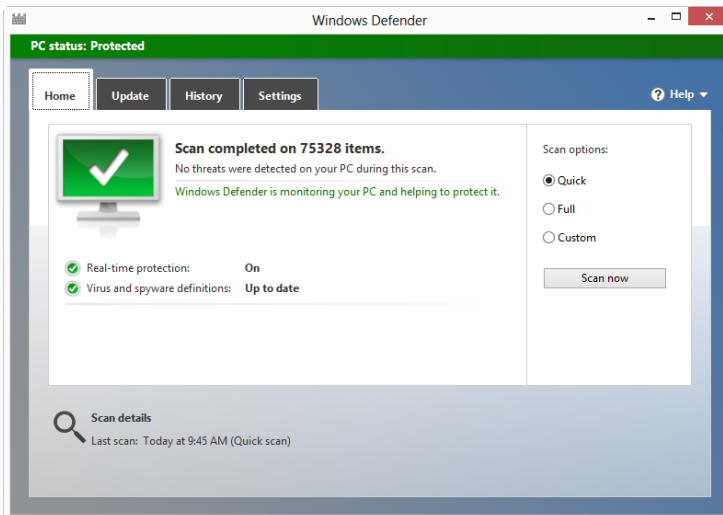 Windows Defender
PC status: Protected
Home
Update
History
Settings
Help
Scan completed on 75328 items.
No threats were detected on your PC during this scan.
Windows Defender is monitoring your PC and helping to protect it.
Real-time protection: On
Virus and spyware definitions: Up to date
Scan options:
Quick
Full
Custom
Scan now
Scan details
Last scan: Today at 9:45 AM (Quick scan)